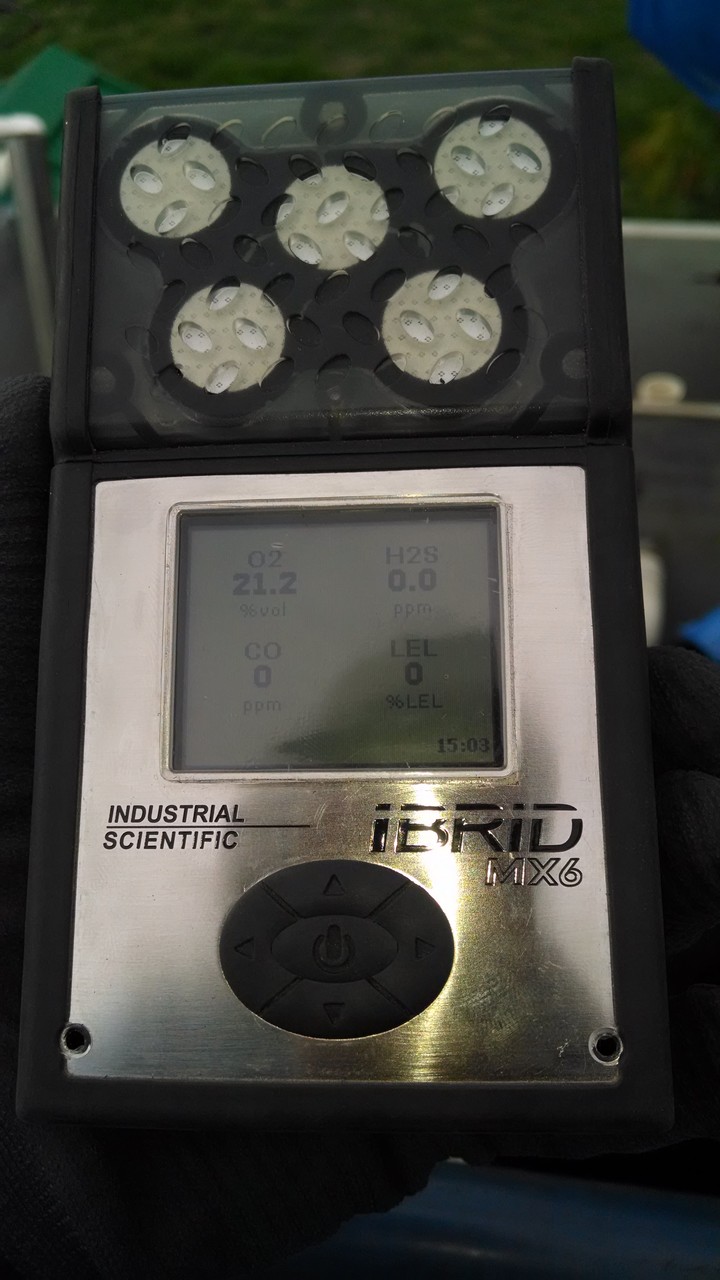 O2 H2S
21.2 0.0
%vol ppm
CO LEL
0 0
ppm %LEL
15:03
INDUSTRIAL
SCIENTIFIC
iBRiD
MX6